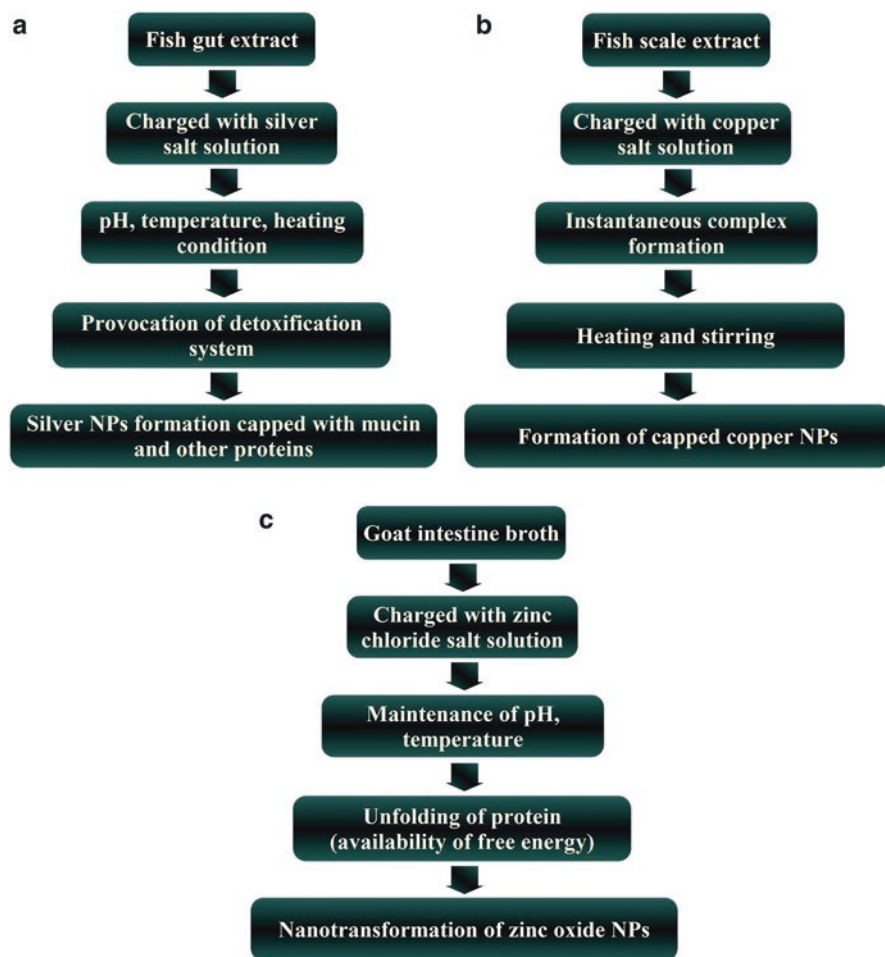 a
Fish gut extract
Charged with silver
salt solution
pH, temperature, heating
condition
Provocation of detoxification
system
Silver NPs formation capped with mucin
and other proteins
b
Fish scale extract
Charged with copper
salt solution
Instantaneous complex
formation
Heating and stirring
Formation of capped copper NPs
c
Goat intestine broth
Charged with zinc
chloride salt solution
Maintenance of pH,
temperature
Unfolding of protein
(availability of free energy)
Nanotransformation of zinc oxide NPs